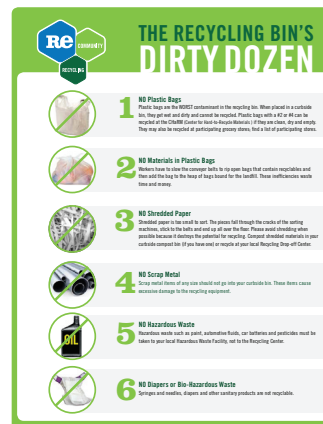 Re
COMMUNITY
RECYCLING
THE RECYCLING BIN'S
DIRTY DOZEN
1
NO Plastic Bags
Plastic bags are the WORST contaminant in the recycling bin. When placed in a curbside
bin, they get wet and dirty and cannot be recycled. Plastic bags with a #2 or #4 can be
recycled at the CHaRM (Center for Hard-to-Recycle Materials) if they are clean, dry and empty.
They may also be recycled at participating grocery stores, find a list of participating stores.
2
NO Materials in Plastic Bags
Workers have to slow the conveyor belts to rip open bags that contain recyclables and
then add the bag to the heap of bags bound for the landfill. These inefficiencies waste
time and money.
3
NO Shredded Paper
Shredded paper is too small to sort. The pieces fall through the cracks of the sorting
machines, stick to the belts and end up all over the floor. Please avoid shredding when
possible because it destroys the potential for recycling. Compost shredded materials in your
curbside compost bin (if you have one) or recycle at your local Recycling Drop-off Center.
4
NO Scrap Metal
Scrap metal items of any size should not go into your curbside bin. These items cause
excessive damage to the recycling equipment.
OIL
5
NO Hazardous Waste
Hazardous waste such as paint, automotive fluids, car batteries and pesticides must be
taken to your local Hazardous Waste Facility, not to the Recycling Center.
6
NO Diapers or Bio-Hazardous Waste
Syringes and needles, diapers and other sanitary products are not recyclable.